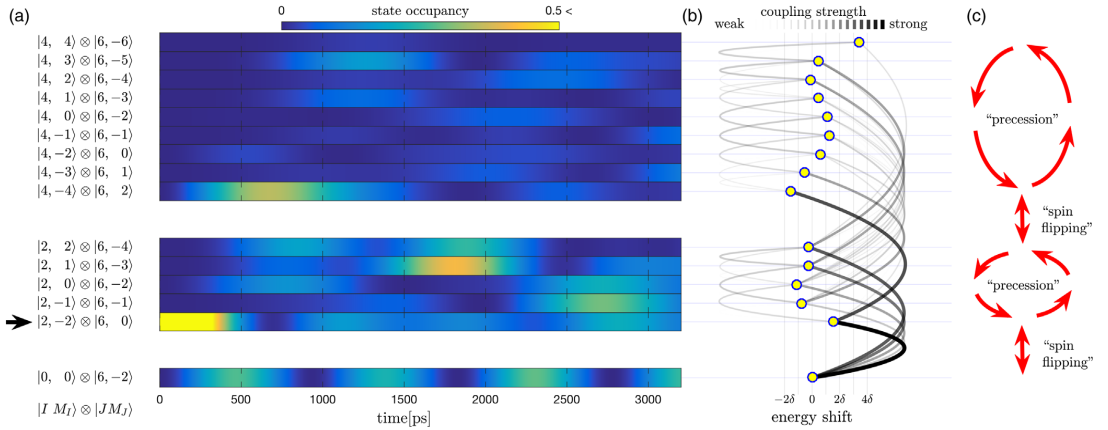 (a)
0 state occupancy 0.5 <
|4, 4⟩ ⊗ |6, −6⟩
|4, 3⟩ ⊗ |6, −5⟩
|4, 2⟩ ⊗ |6, −4⟩
|4, 1⟩ ⊗ |6, −3⟩
|4, 0⟩ ⊗ |6, −2⟩
|4, −1⟩ ⊗ |6, −1⟩
|4, −2⟩ ⊗ |6, 0⟩
|4, −3⟩ ⊗ |6, 1⟩
|4, −4⟩ ⊗ |6, 2⟩
|2, 2⟩ ⊗ |6, −4⟩
|2, 1⟩ ⊗ |6, −3⟩
|2, 0⟩ ⊗ |6, −2⟩
|2, −1⟩ ⊗ |6, −1⟩
|2, −2⟩ ⊗ |6, 0⟩
|0, 0⟩ ⊗ |6, −2⟩
|I M_I⟩ ⊗ |J M_J⟩
0 500 1000 1500 2000 2500 3000
time[ps]
(b)
coupling strength
weak strong
−2δ 0 2δ 4δ
energy shift
(c)
“precession”
“spin
flipping”
“precession”
“spin
flipping”